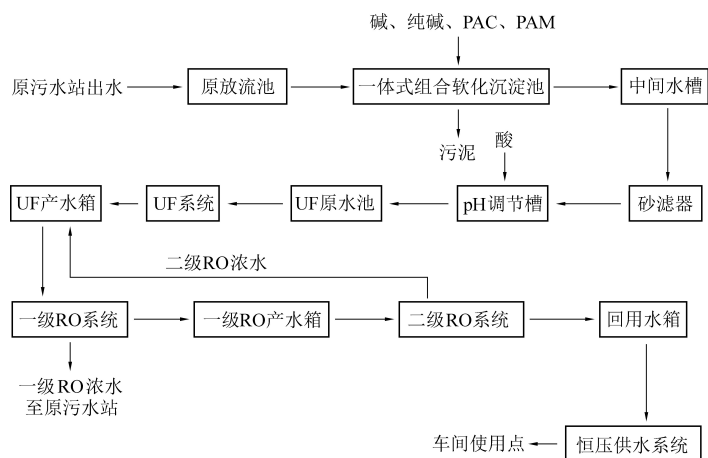 碱、纯碱、PAC、PAM
原污水站出水
原放流池
一体式组合软化沉淀池
中间水槽
污泥
酸
UF产水箱
UF系统
UF原水池
pH调节槽
砂滤器
二级RO浓水
一级RO系统
一级RO产水箱
二级RO系统
回用水箱
一级RO浓水
至原污水站
车间使用点
恒压供水系统